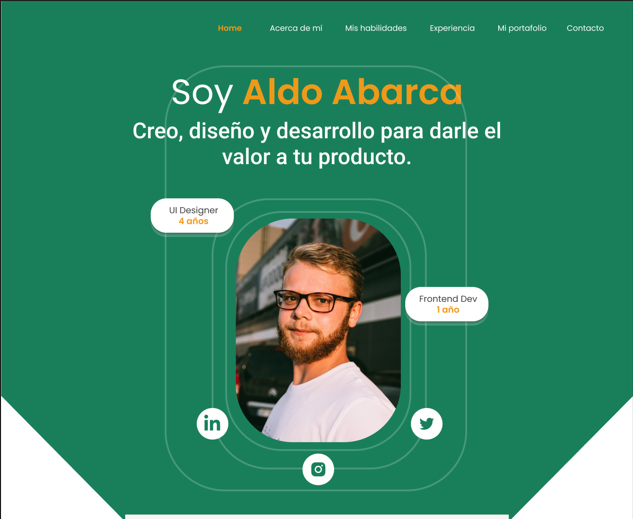 Home Acerca de mí Mis habilidades Experiencia Mi portafolio Contacto
Soy Aldo Abarca
Creo, diseño y desarrollo para darle el
valor a tu producto.
UI Designer
4 años
Frontend Dev
1 año
in